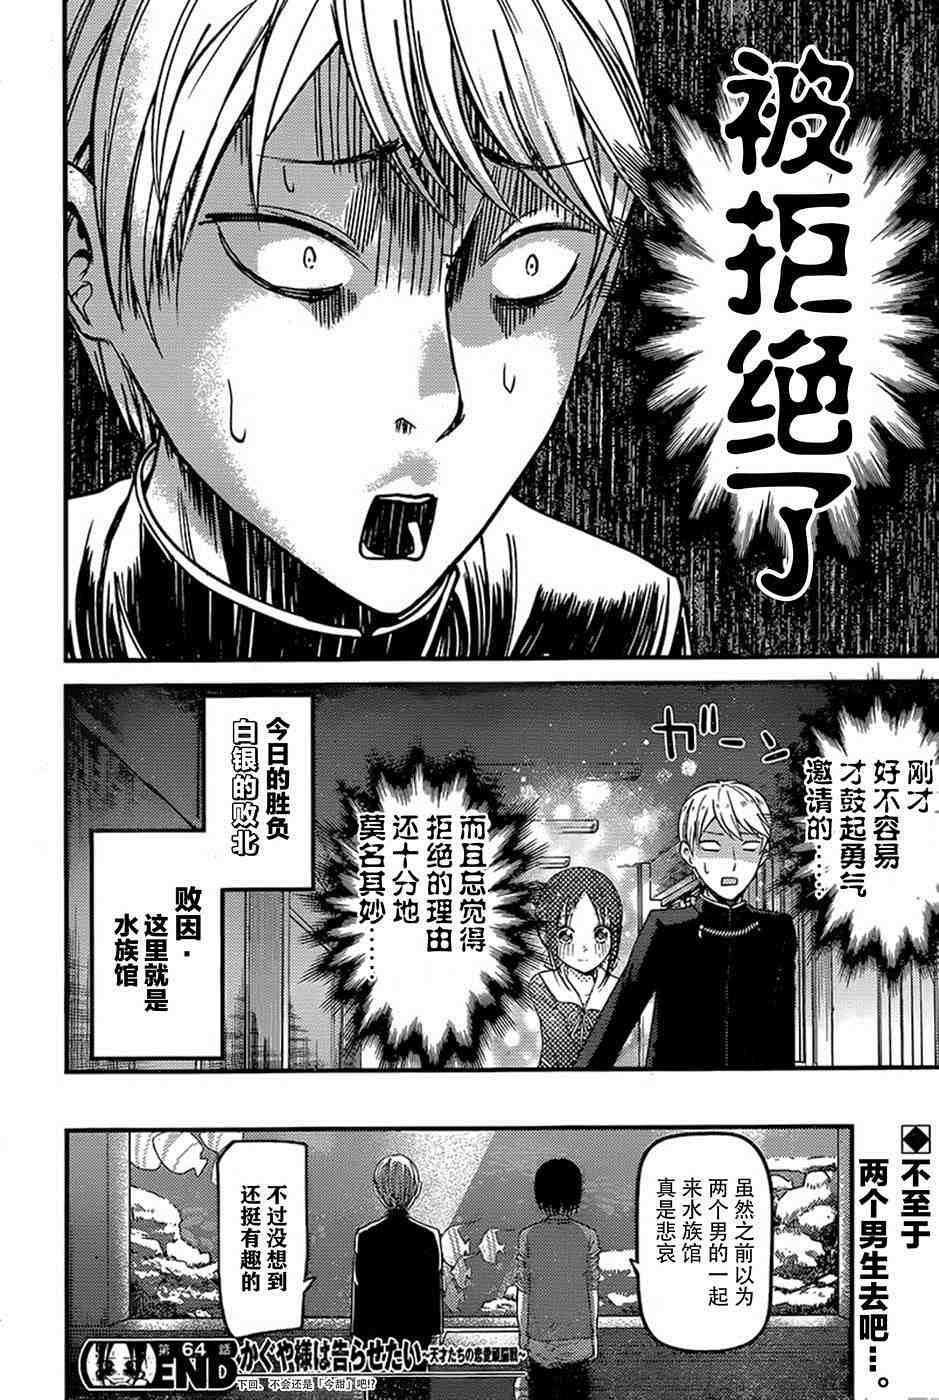 被拒绝了
刚才
好不容易
才鼓起勇气
邀请的…
ガーン
而且总觉得
拒绝的理由
还十分地
莫名其妙……
今日的胜负
白银的败北
败因·
这里就是
水族馆
虽然之前以为
两个男的一起
来水族馆
真是悲哀
不过没想到
还挺有趣的
◆不至于
两个男生去吧…。
第64話
END
かぐや様は告らせたい
~天才たちの恋愛頭脳戦~
下回、不会还是「今甜」吧!?